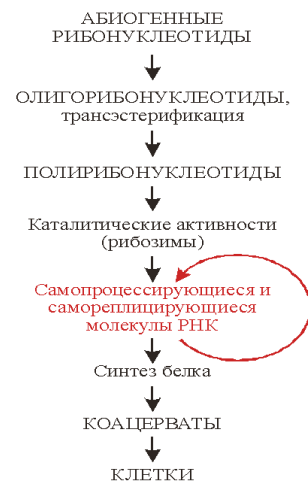 АБИОГЕННЫЕ
РИБОНУКЛЕОТИДЫ
ОЛИГОРИБОНУКЛЕОТИДЫ,
трансэстерификация
ПОЛИРИБОНУКЛЕОТИДЫ
Каталитические активности
(рибозимы)
Самопроцессирующиеся и
самореплицирующиеся
молекулы РНК
Синтез белка
КОАЦЕРВАТЫ
КЛЕТКИ